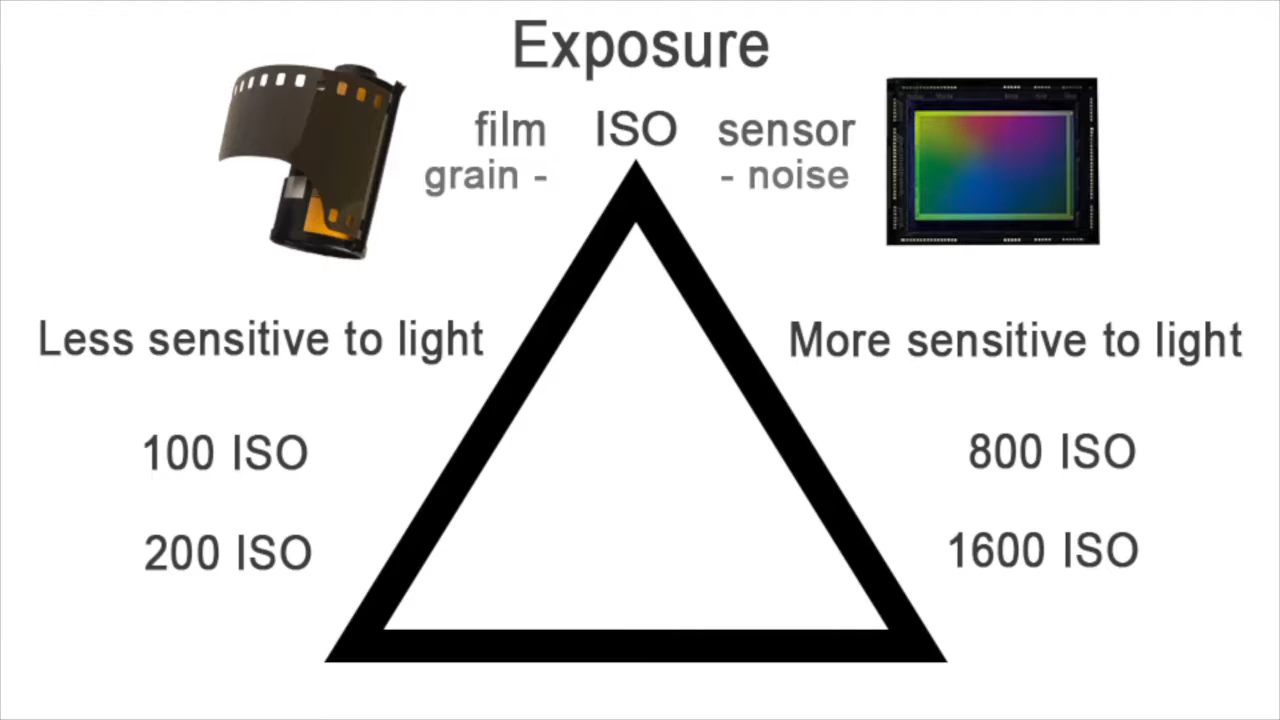 Exposure
film ISO sensor
grain - - noise
Less sensitive to light More sensitive to light
100 ISO 800 ISO
200 ISO 1600 ISO